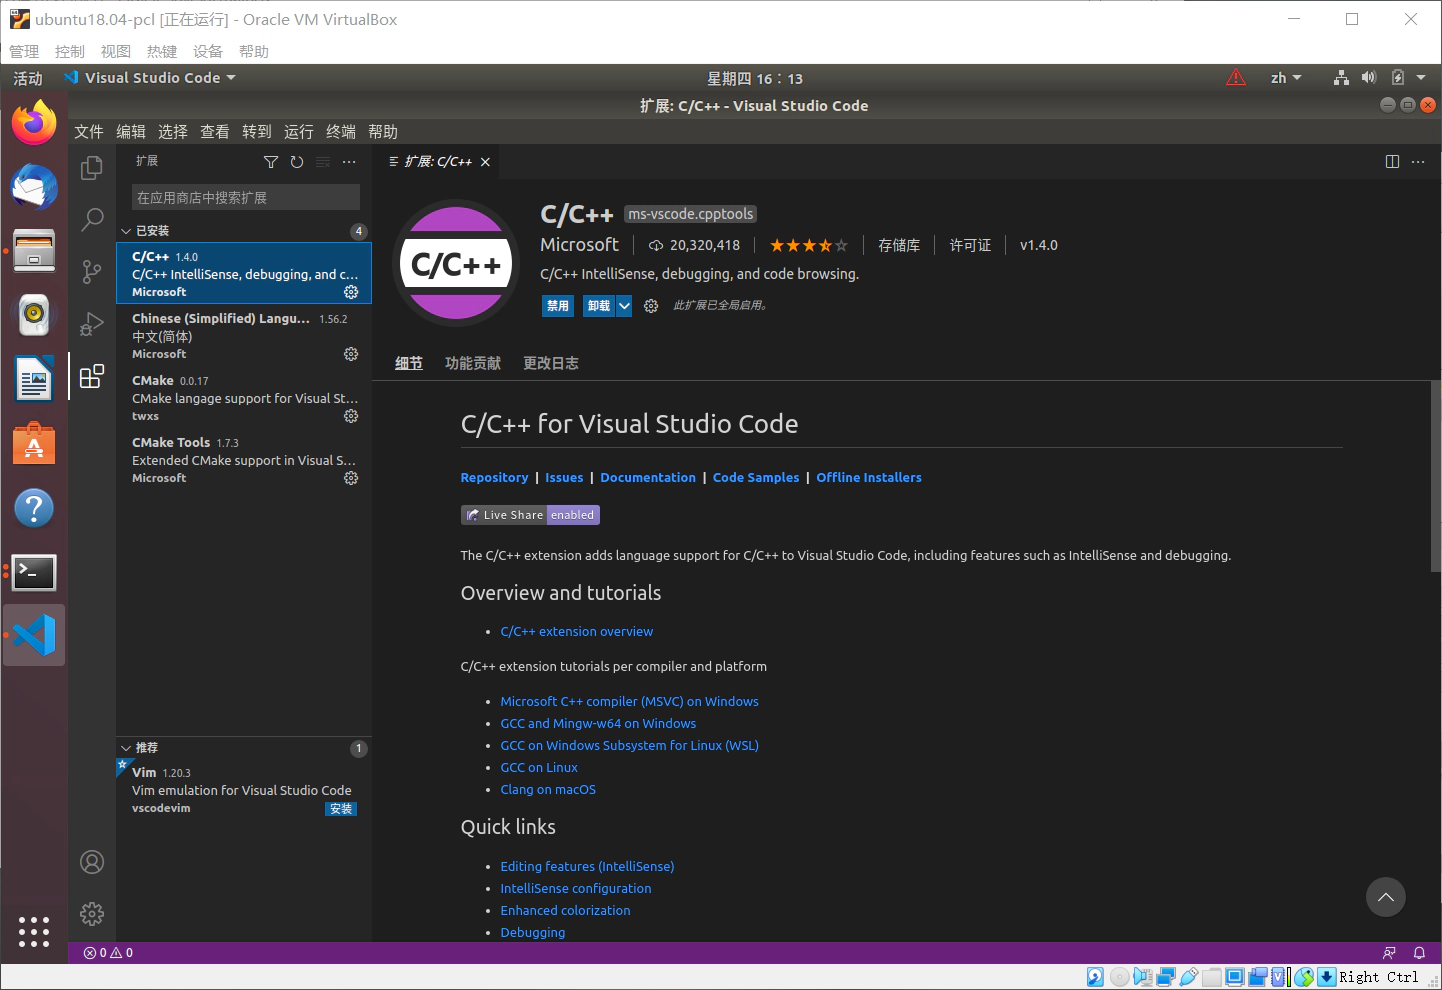 ubuntu18.04-pcl [正在运行] - Oracle VM VirtualBox
管理 控制 视图 热键 设备 帮助
活动 Visual Studio Code 星期四 16：13 zh
扩展: C/C++ - Visual Studio Code
文件 编辑 选择 查看 转到 运行 终端 帮助
扩展
在应用商店中搜索扩展
已安装 4
C/C++ 1.4.0
C/C++ IntelliSense, debugging, and c...
Microsoft
Chinese (Simplified) Langu... 1.56.2
中文(简体)
Microsoft
CMake 0.0.17
CMake langage support for Visual St...
twxs
CMake Tools 1.7.3
Extended CMake support in Visual S...
Microsoft
推荐 1
Vim 1.20.3
Vim emulation for Visual Studio Code
vscodevim 安装
扩展: C/C++
C/C++
C/C++ ms-vscode.cpptools
Microsoft 20,320,418 存储库 许可证 v1.4.0
C/C++ IntelliSense, debugging, and code browsing.
禁用 卸载 此扩展已全局启用。
细节 功能贡献 更改日志
C/C++ for Visual Studio Code
Repository | Issues | Documentation | Code Samples | Offline Installers
Live Share enabled
The C/C++ extension adds language support for C/C++ to Visual Studio Code, including features such as IntelliSense and debugging.
Overview and tutorials
• C/C++ extension overview
C/C++ extension tutorials per compiler and platform
• Microsoft C++ compiler (MSVC) on Windows
• GCC and Mingw-w64 on Windows
• GCC on Windows Subsystem for Linux (WSL)
• GCC on Linux
• Clang on macOS
Quick links
• Editing features (IntelliSense)
• IntelliSense configuration
• Enhanced colorization
• Debugging
0 0
Right Ctrl